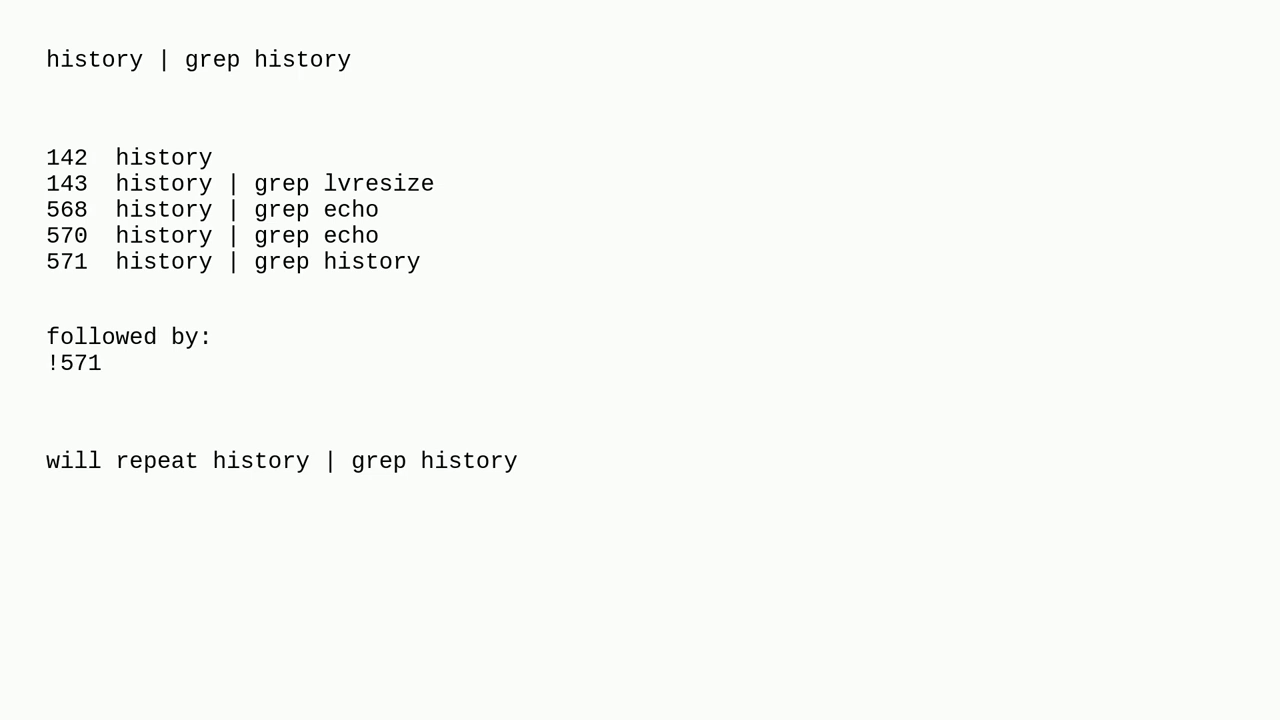 history | grep history
142  history
143  history | grep lvresize
568  history | grep echo
570  history | grep echo
571  history | grep history
followed by:
!571
will repeat history | grep history